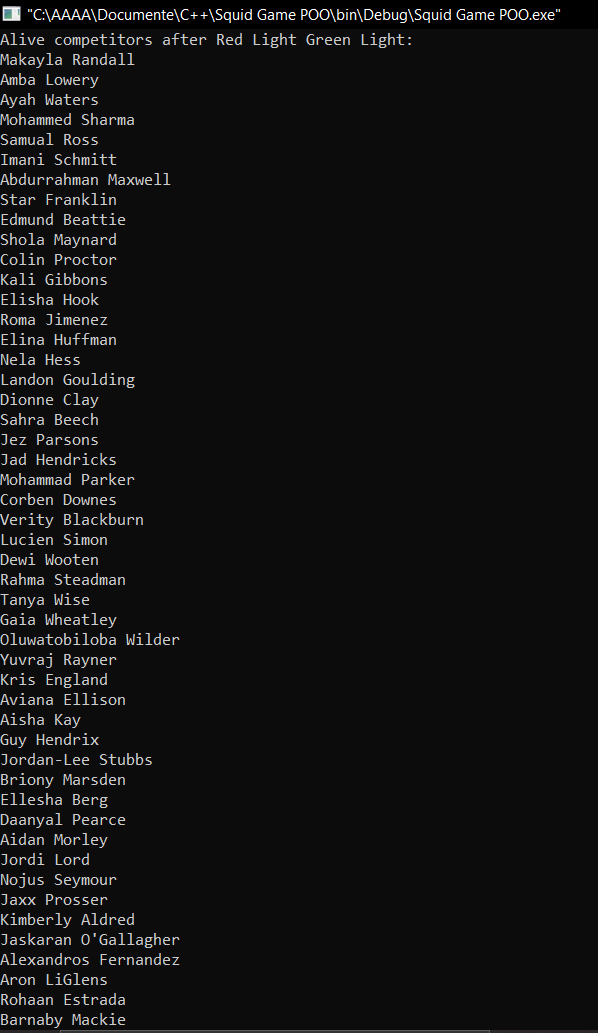 "C:\AAAA\Documente\C++\Squid Game POO\bin\Debug\Squid Game POO.exe"
Alive competitors after Red Light Green Light:
Makayla Randall
Amba Lowery
Ayah Waters
Mohammed Sharma
Samual Ross
Imani Schmitt
Abdurrahman Maxwell
Star Franklin
Edmund Beattie
Shola Maynard
Colin Proctor
Kali Gibbons
Elisha Hook
Roma Jimenez
Elina Huffman
Nela Hess
Landon Goulding
Dionne Clay
Sahra Beech
Jez Parsons
Jad Hendricks
Mohammad Parker
Corben Downes
Verity Blackburn
Lucien Simon
Dewi Wooten
Rahma Steadman
Tanya Wise
Gaia Wheatley
Oluwatobiloba Wilder
Yuvraj Rayner
Kris England
Aviana Ellison
Aisha Kay
Guy Hendrix
Jordan-Lee Stubbs
Briony Marsden
Ellesha Berg
Daanyal Pearce
Aidan Morley
Jordi Lord
Nojus Seymour
Jaxx Prosser
Kimberly Aldred
Jaskaran O'Gallagher
Alexandros Fernandez
Aron LiGlens
Rohaan Estrada
Barnaby Mackie